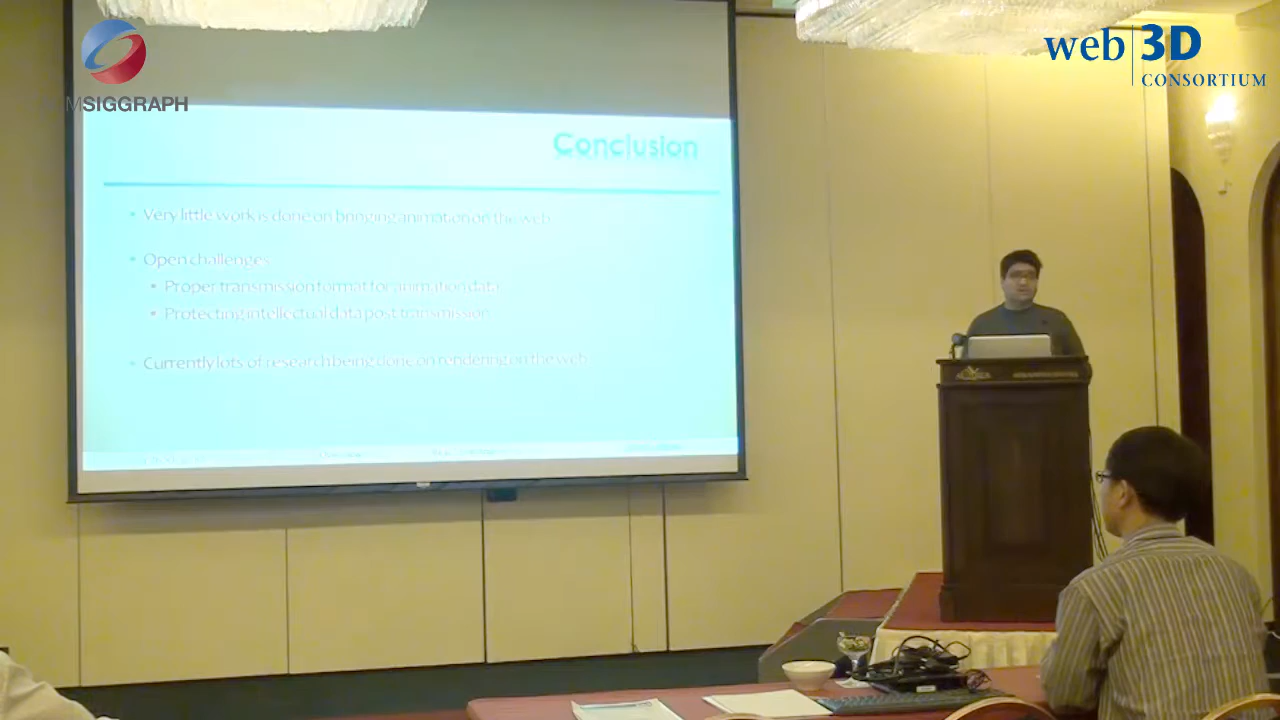 web 3D
CONSORTIUM
SIGGRAPH
Conclusion
Very little work is done on bringing animation on the web
Open challenges
Proper transmission format for animation data
Protecting intellectual data post transmission
Currently lots of research being done on rendering on the web